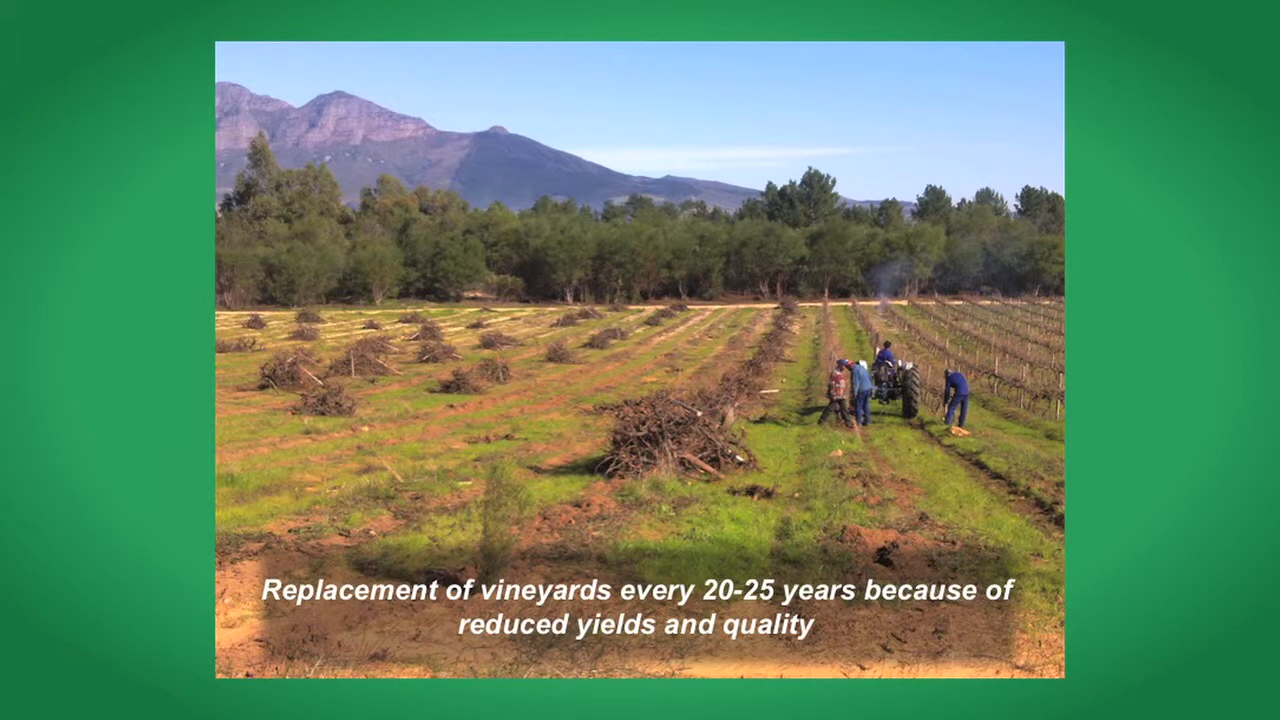 Replacement of vineyards every 20-25 years because of
reduced yields and quality